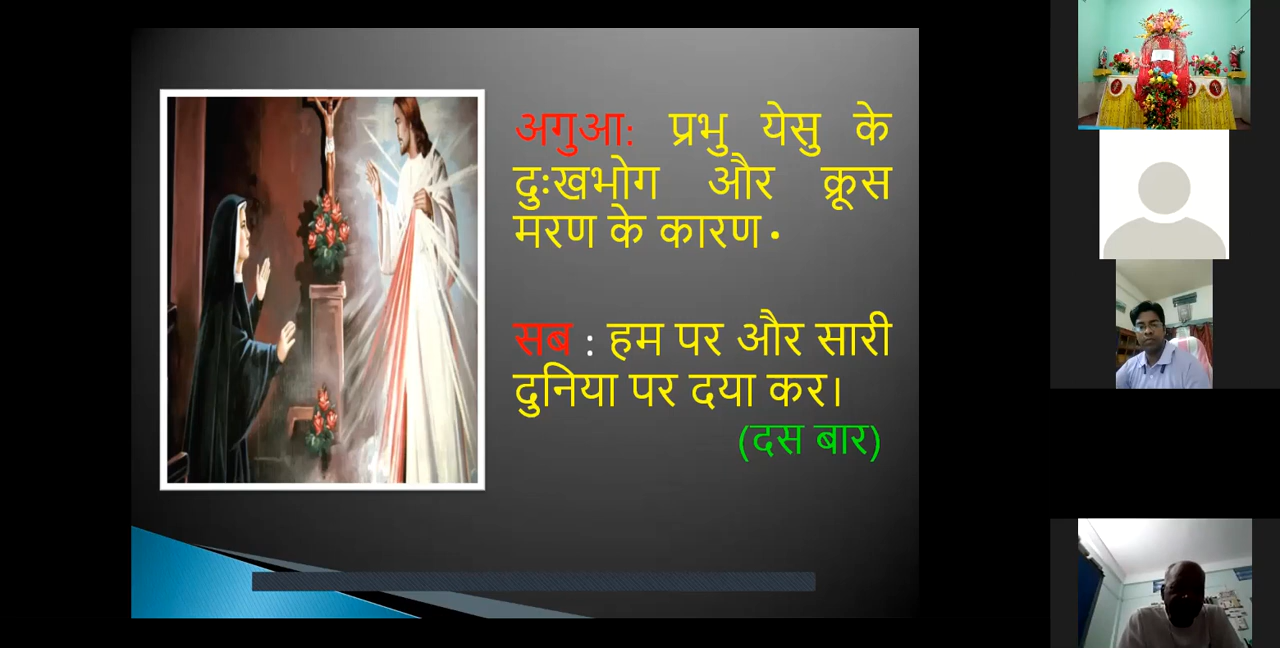 अगुआ: प्रभु येसु के
दुःखभोग और क्रूस
मरण के कारण·
सब : हम पर और सारी
दुनिया पर दया कर।
(दस बार)